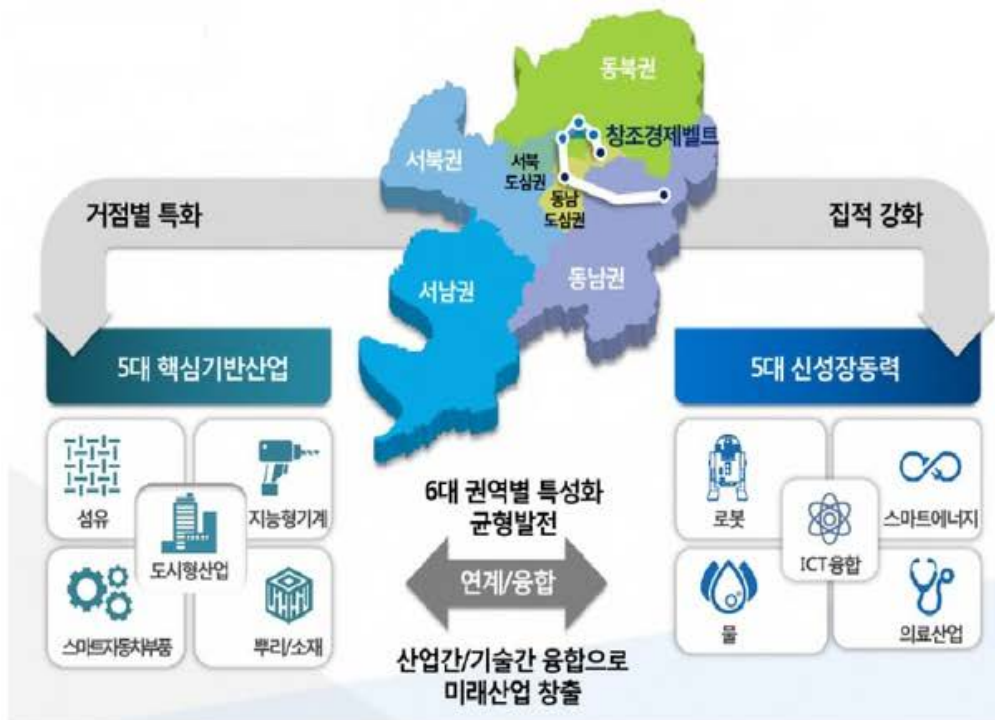 동북권
창조경제벨트
서북권
서북
도심권
동남
도심권
거점별 특화
집적 강화
서남권
동남권
5대 핵심기반산업
5대 신성장동력
섬유
지능형기계
도시형산업
스마트자동차부품
뿌리/소재
6대 권역별 특성화
균형발전
연계/융합
산업간/기술간 융합으로
미래산업 창출
로봇
스마트에너지
ICT융합
물
의료산업